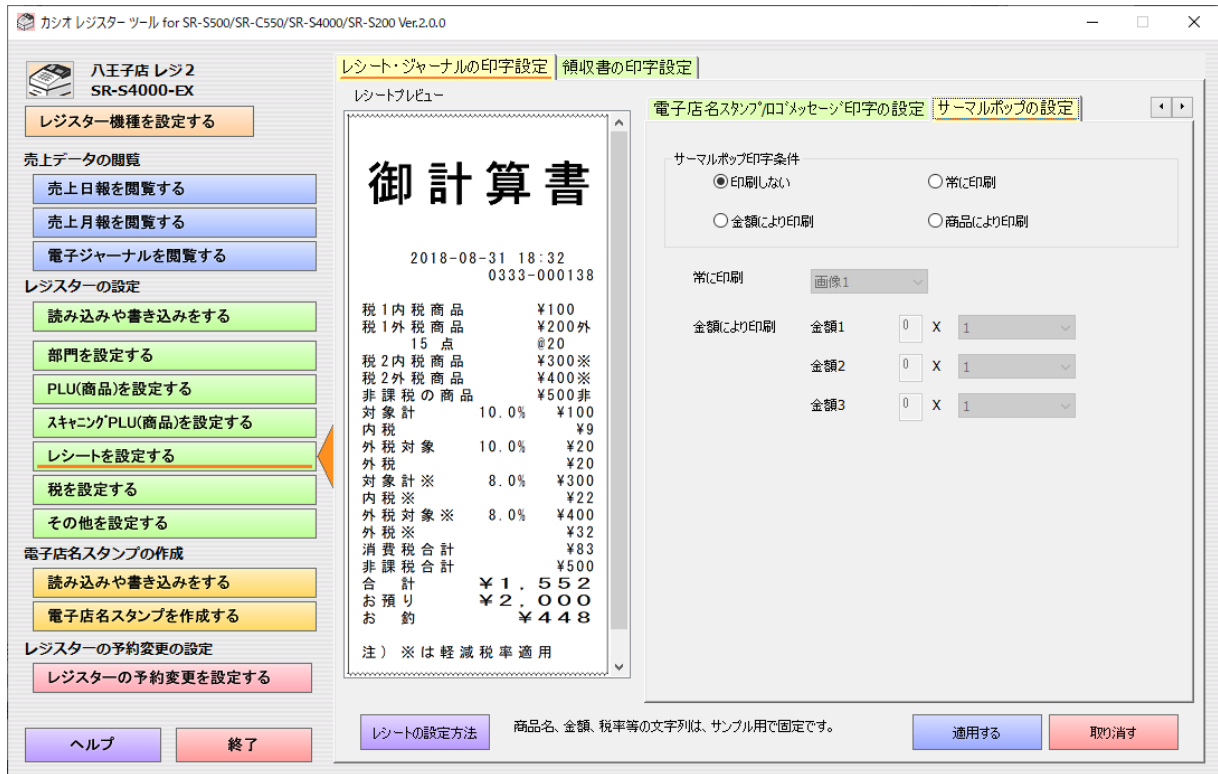 カシオ レジスター ツール for SR-S500/SR-C550/SR-S4000/SR-S200 Ver.2.0.0
八王子店 レジ2
SR-S4000-EX
レジスター機種を設定する
売上データの閲覧
売上日報を閲覧する
売上月報を閲覧する
電子ジャーナルを閲覧する
レジスターの設定
読み込みや書き込みをする
部門を設定する
PLU(商品)を設定する
スキャニングPLU(商品)を設定する
レシートを設定する
税を設定する
その他を設定する
電子店名スタンプの作成
読み込みや書き込みをする
電子店名スタンプを作成する
レジスターの予約変更の設定
レジスターの予約変更を設定する
ヘルプ 終了
レシート・ジャーナルの印字設定 領収書の印字設定
レシートプレビュー
御計算書
2018-08-31 18:32
0333-000138
税1内税商品 ¥100
税1外税商品 ¥200外
15 点 @20
税2内税商品 ¥300※
税2外税商品 ¥400※
非課税の商品 ¥500非
対象計 10.0% ¥100
内税 ¥9
外税対象 10.0% ¥20
外税 ¥20
対象計※ 8.0% ¥300
内税※ ¥22
外税対象※ 8.0% ¥400
外税※ ¥32
消費税合計 ¥83
非課税合計 ¥500
合 計 ¥1,552
お預り ¥2,000
お 釣 ¥448
注) ※は軽減税率適用
電子店名スタンプ/ロゴメッセージ印字の設定 サーマルポップの設定
サーマルポップ印字条件
印刷しない 常に印刷
金額により印刷 商品により印刷
常に印刷 画像1
金額により印刷 金額1 0 X 1
金額2 0 X 1
金額3 0 X 1
レシートの設定方法 商品名、金額、税率等の文字列は、サンプル用で固定です。 適用する 取り消す